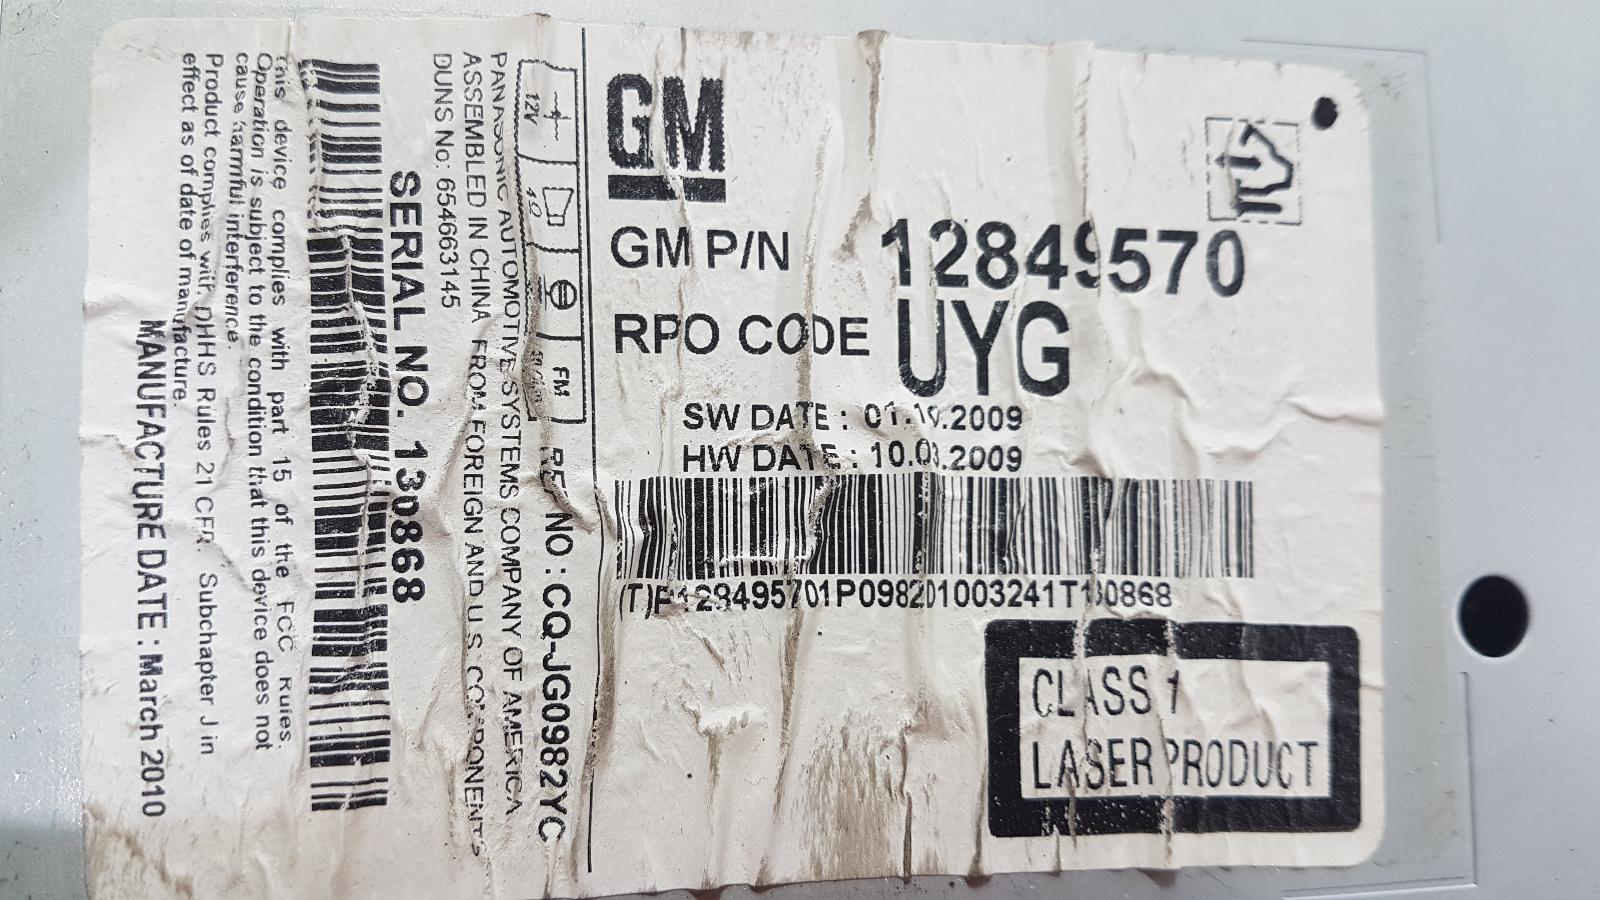 GM
GM P/N 12849570
RPO CODE UYG
SW DATE : 01.19.2009
HW DATE : 10.03.2009
(T)P128495701P098201003241T130868
CLASS 1
LASER PRODUCT
12V
4Ω
FM
REF NO : CQ-JG0982YC
PANASONIC AUTOMOTIVE SYSTEMS COMPANY OF AMERICA
ASSEMBLED IN CHINA FROM FOREIGN AND U.S. COMPONENTS
DUNS No: 654663145
SERIAL NO. 130868
This device complies with part 15 of the FCC Rules.
Operation is subject to the condition that this device does not
cause harmful interference.
Product complies with DHHS Rules 21 CFR. Subchapter J in
effect as of date of manufacture.
MANUFACTURE DATE : March 2010